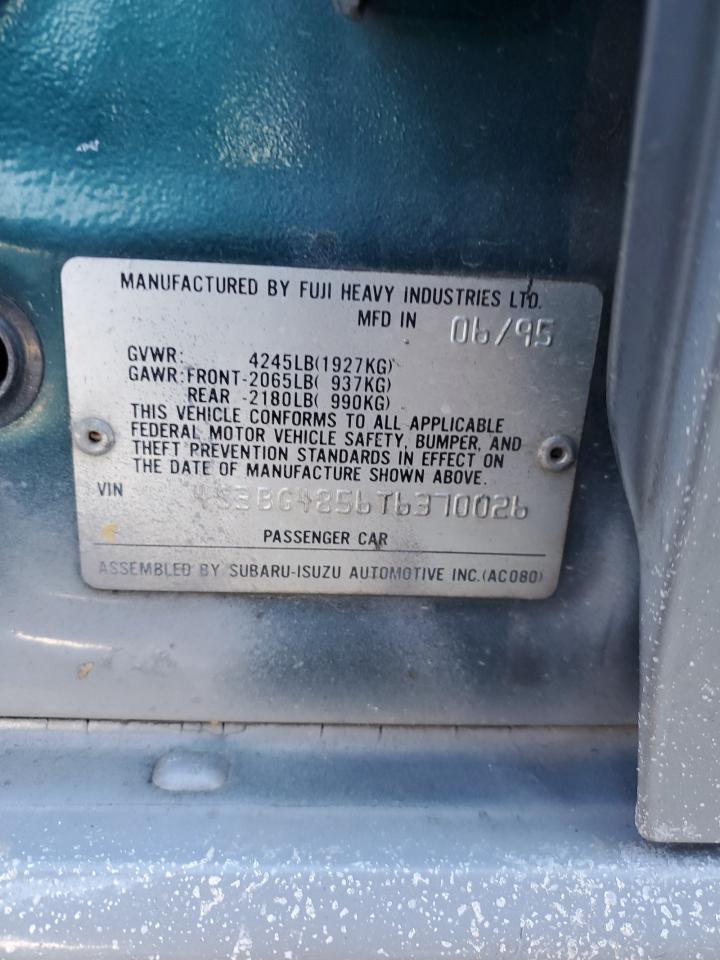 MANUFACTURED BY FUJI HEAVY INDUSTRIES LTD.
MFD IN 06/95
GVWR: 4245LB(1927KG)
GAWR:FRONT-2065LB( 937KG)
REAR -2180LB( 990KG)
THIS VEHICLE CONFORMS TO ALL APPLICABLE
FEDERAL MOTOR VEHICLE SAFETY, BUMPER, AND
THEFT PREVENTION STANDARDS IN EFFECT ON
THE DATE OF MANUFACTURE SHOWN ABOVE.
VIN 4S3BG4856T6370026
PASSENGER CAR
ASSEMBLED BY SUBARU-ISUZU AUTOMOTIVE INC.(AC080)